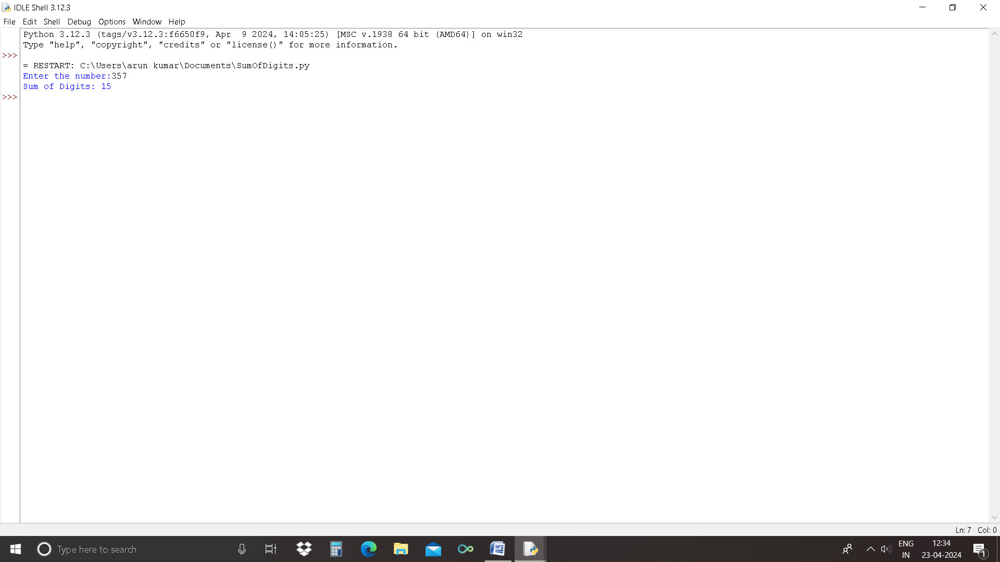 IDLE Shell 3.12.3
File Edit Shell Debug Options Window Help
Python 3.12.3 (tags/v3.12.3:f6650f9, Apr  9 2024, 14:05:25) [MSC v.1938 64 bit (AMD64)] on win32
Type "help", "copyright", "credits" or "license()" for more information.
>>>
= RESTART: C:\Users\arun kumar\Documents\SumOfDigits.py
Enter the number:357
Sum of Digits: 15
>>>
Ln: 7 Col: 0
Type here to search
ENG
IN
12:34
23-04-2024
1